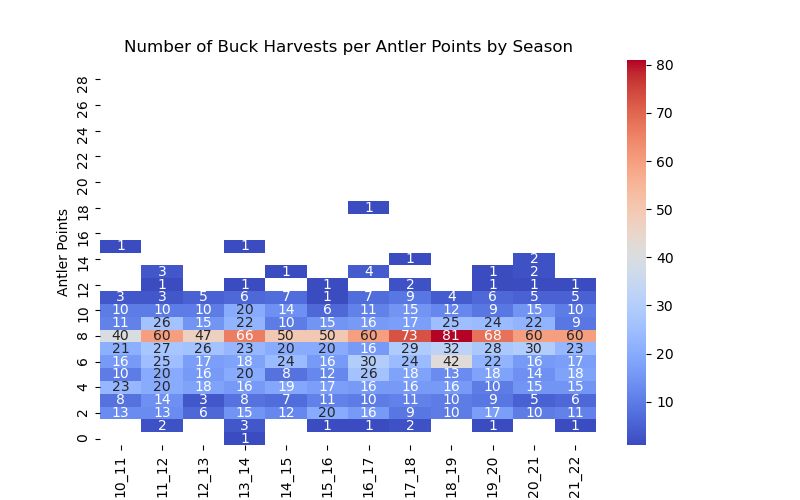 Number of Buck Harvests per Antler Points by Season
Antler Points
28
26
24
22
20
18 1
16
1 1
14 1 2
3 1 4 1 2
12 1 1 1 2 1 1 1
3 3 5 6 7 1 7 9 4 6 5 5
10 10 10 10 20 14 6 11 15 12 9 15 10
11 26 15 22 10 15 16 17 25 24 22 9
8 40 60 47 66 50 50 60 73 81 68 60 60
21 27 26 23 20 20 16 29 32 28 30 23
6 16 25 17 18 24 16 30 24 42 22 16 17
10 20 16 20 8 12 26 18 13 18 14 18
4 23 20 18 16 19 17 16 16 16 10 15 15
8 14 3 8 7 11 10 11 10 9 5 6
2 13 13 6 15 12 20 16 9 10 17 10 11
2 3 1 1 2 1 1
0 1
10_11 11_12 12_13 13_14 14_15 15_16 16_17 17_18 18_19 19_20 20_21 21_22
80
70
60
50
40
30
20
10